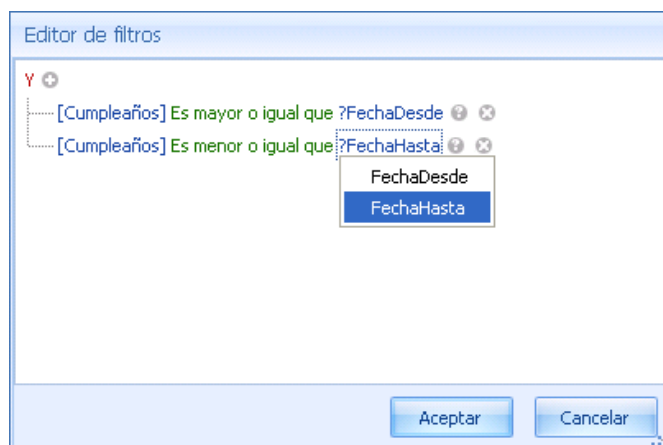 Editor de filtros
Y
[Cumpleaños] Es mayor o igual que ?FechaDesde
[Cumpleaños] Es menor o igual que ?FechaHasta
FechaDesde
FechaHasta
Aceptar Cancelar